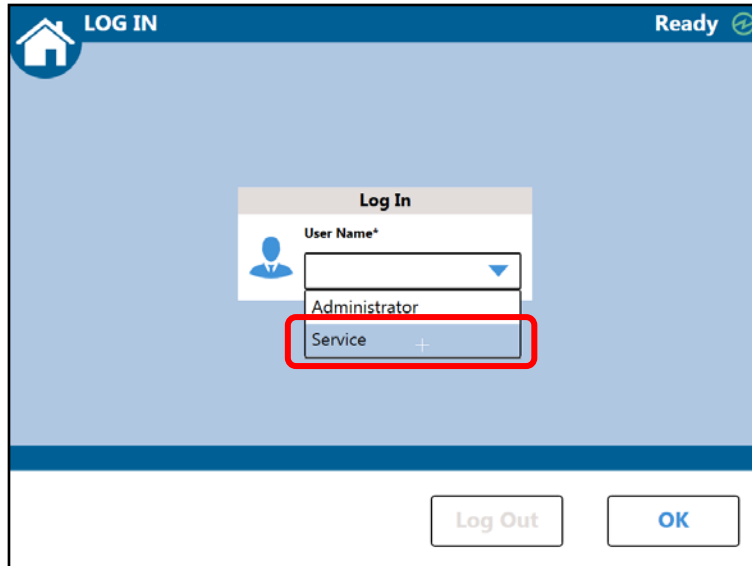 LOG IN
Ready
Log In
User Name*
Administrator
Service
Log Out
OK